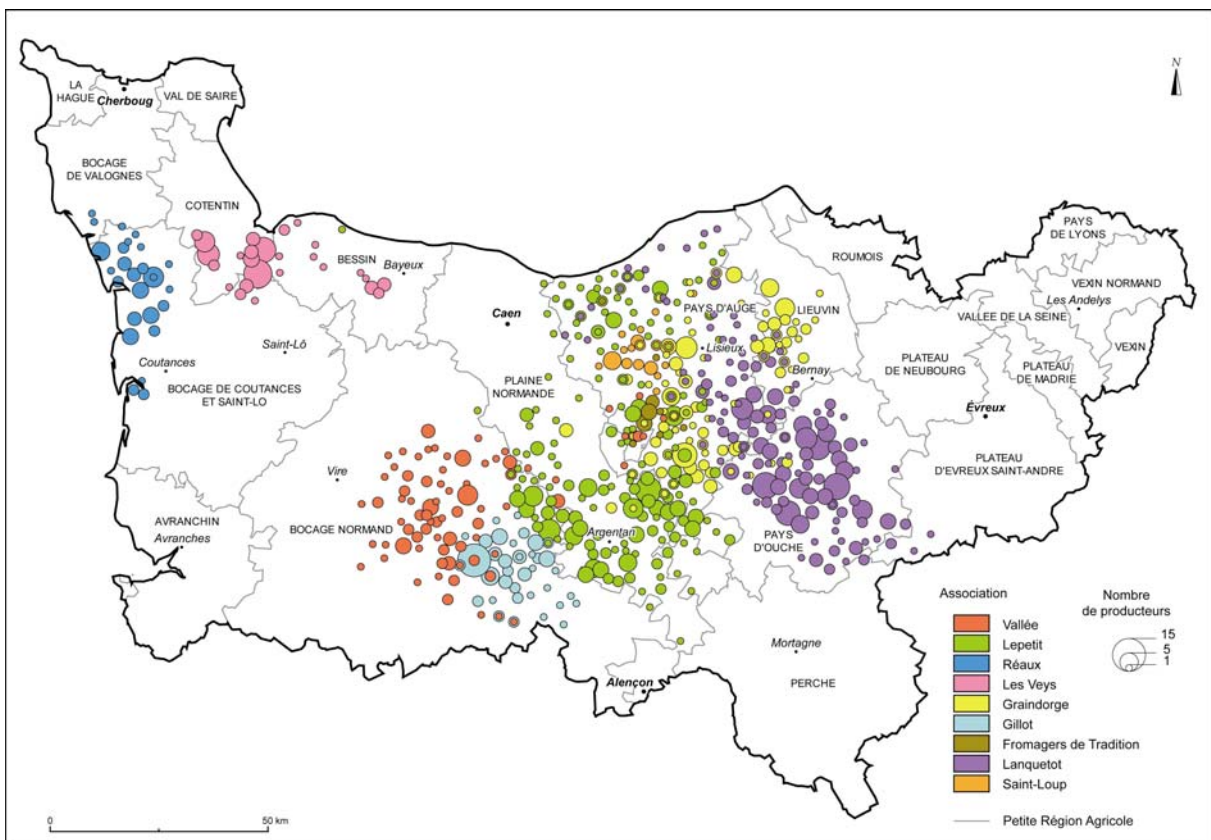 N
LA
HAGUE
Cherboug
VAL DE SAIRE
BOCAGE
DE VALOGNES
COTENTIN
BESSIN
Bayeux
Caen
PAYS D'AUGE
Lisieux
LIEUVIN
ROUMOIS
PAYS
DE LYONS
VEXIN NORMAND
Les Andelys
VALLEE DE LA SEINE
VEXIN
PLATEAU
DE NEUBOURG
PLATEAU
DE MADRIE
Bernay
Évreux
PLATEAU
D'EVREUX SAINT-ANDRE
Saint-Lô
Coutances
BOCAGE DE COUTANCES
ET SAINT-LO
PLAINE
NORMANDE
Vire
BOCAGE NORMAND
AVRANCHIN
Avranches
Argentan
PAYS
D'OUCHE
Mortagne
PERCHE
Alençon
Association
Vallée
Lepetit
Réaux
Les Veys
Graindorge
Gillot
Fromagers de Tradition
Lanquetot
Saint-Loup
Petite Région Agricole
Nombre
de producteurs
15
5
1
0 50 km